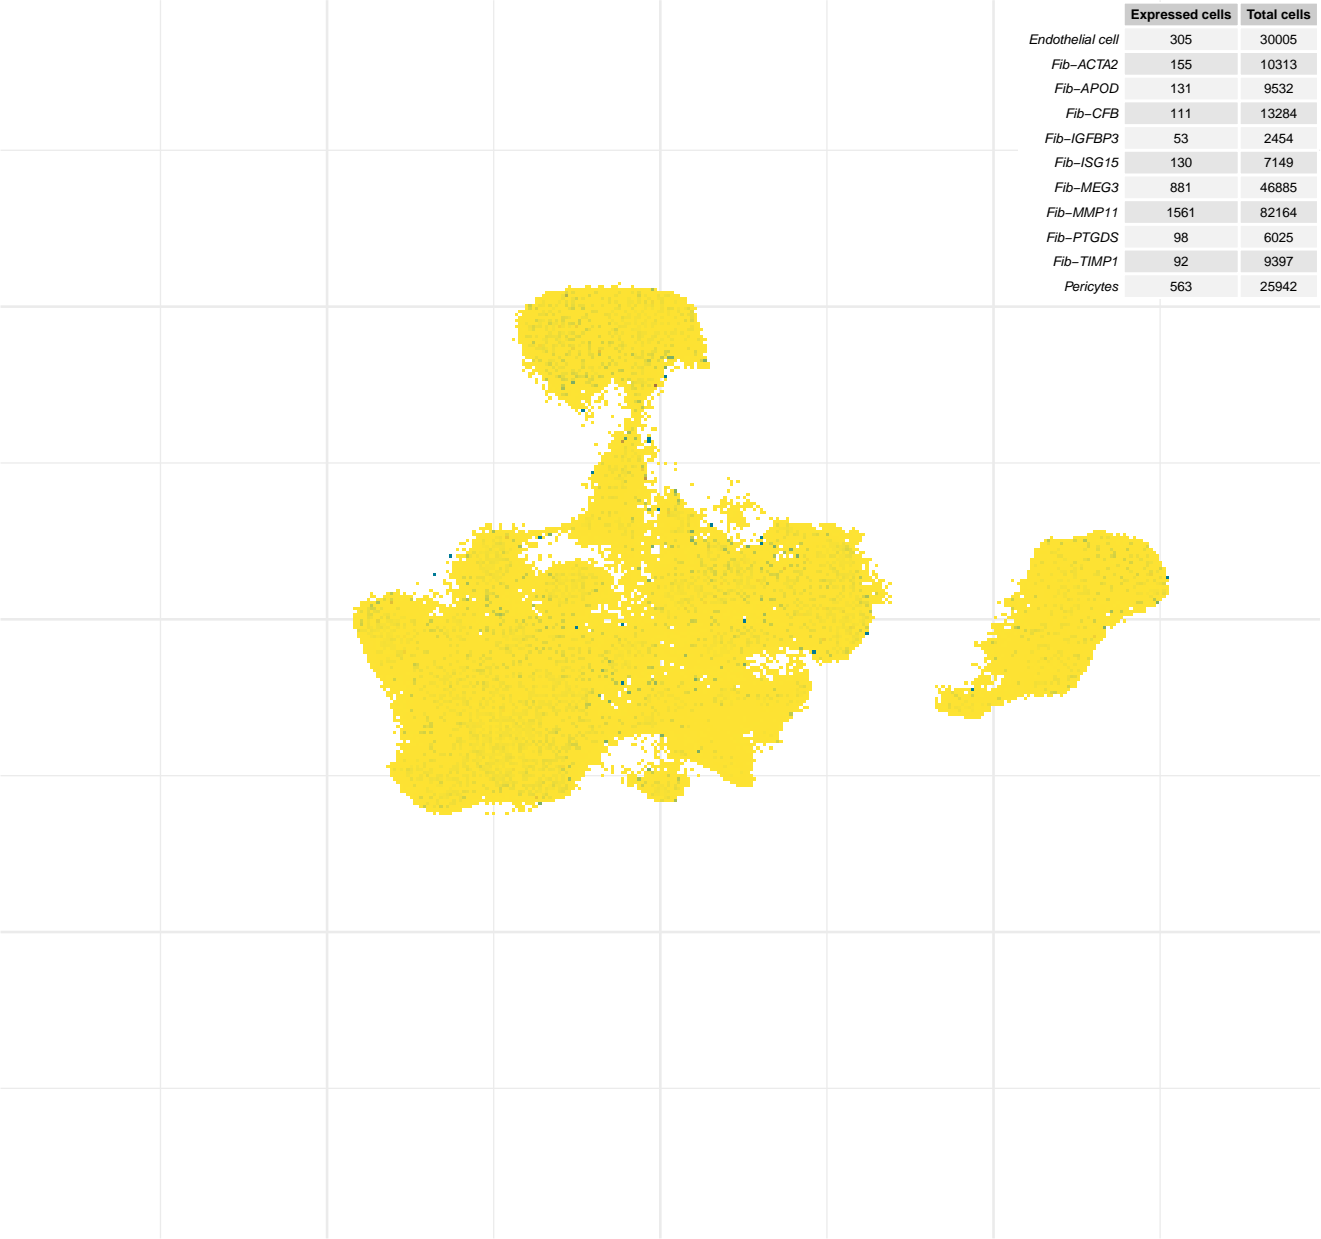 Expressed cells Total cells
Endothelial cell 305 30005
Fib−ACTA2 155 10313
Fib−APOD 131 9532
Fib−CFB 111 13284
Fib−IGFBP3 53 2454
Fib−ISG15 130 7149
Fib−MEG3 881 46885
Fib−MMP11 1561 82164
Fib−PTGDS 98 6025
Fib−TIMP1 92 9397
Pericytes 563 25942